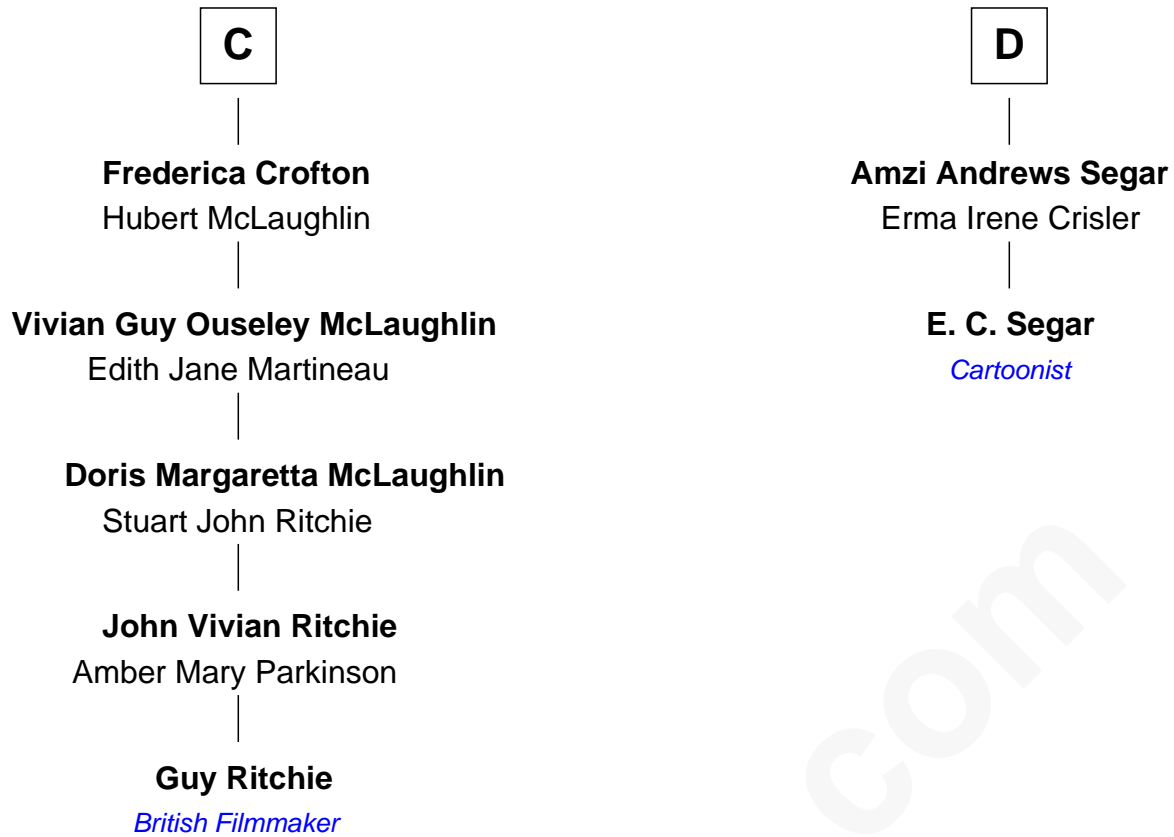 C
Frederica Crofton
Hubert McLaughlin
Vivian Guy Ouseley McLaughlin
Edith Jane Martineau
Doris Margaretta McLaughlin
Stuart John Ritchie
John Vivian Ritchie
Amber Mary Parkinson
Guy Ritchie
British Filmmaker
D
Amzi Andrews Segar
Erma Irene Crisler
E. C. Segar
Cartoonist
com